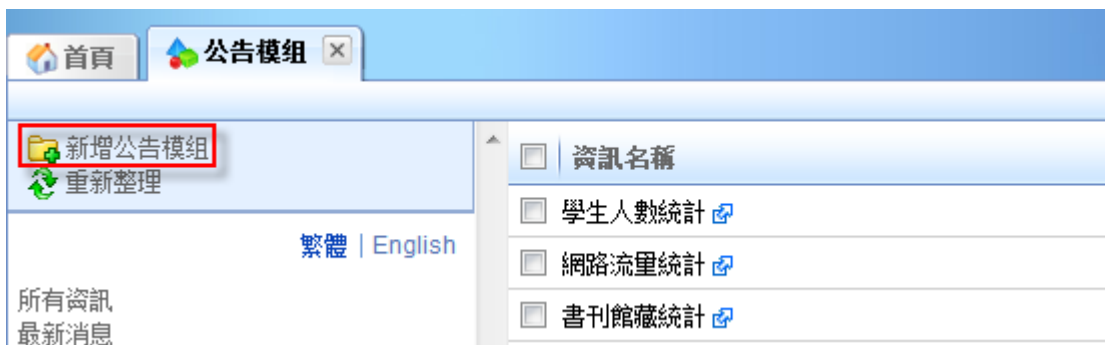 首頁 公告模组
新增公告模组
重新整理
繁體 | English
所有資訊
最新消息
資訊名稱
學生人數統計
網路流量統計
書刊館藏統計